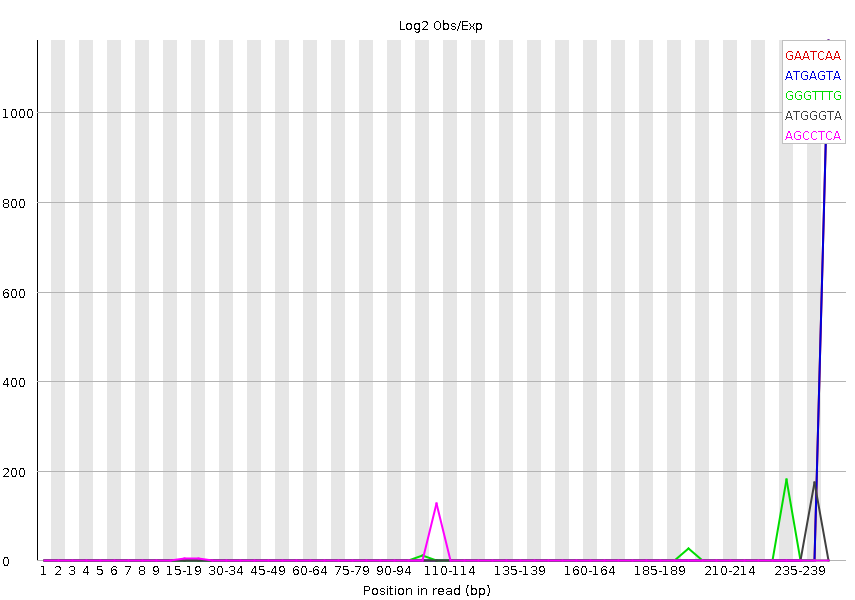 Log2 Obs/Exp
GAATCAA
ATGAGTA
GGGTTTG
ATGGGTA
AGCCTCA
1000
800
600
400
200
0
1 2 3 4 5 6 7 8 9 15-19 30-34 45-49 60-64 75-79 90-94 110-114 135-139 160-164 185-189 210-214 235-239
Position in read (bp)